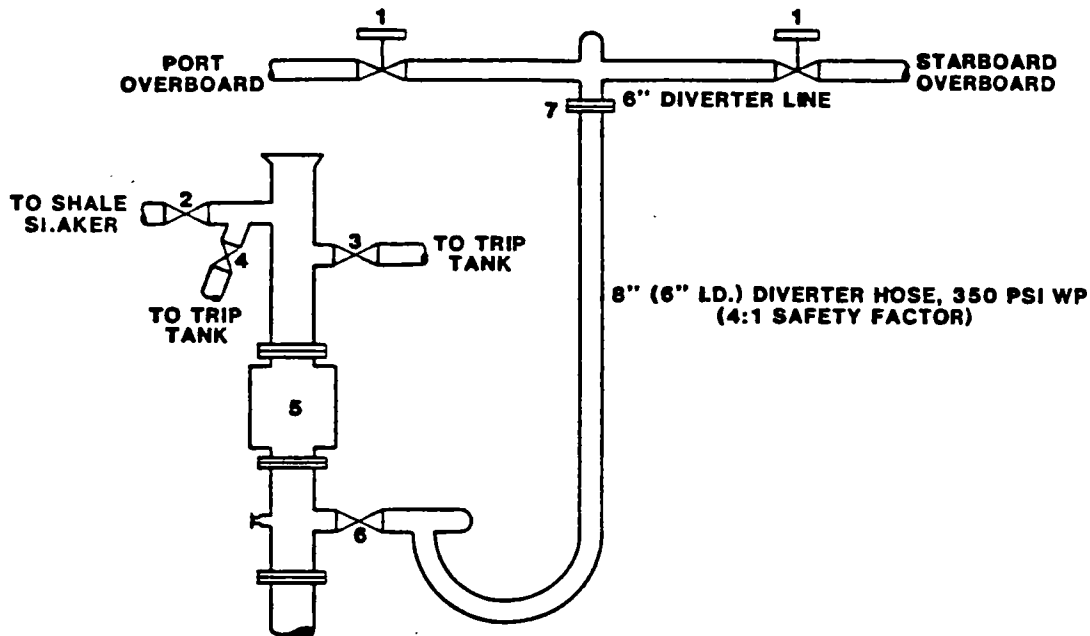 1
1
PORT
OVERBOARD
STARBOARD
OVERBOARD
7
6" DIVERTER LINE
TO SHALE
SI.AKER
2
3
TO TRIP
TANK
4
TO TRIP
TANK
8" (6" I.D.) DIVERTER HOSE, 350 PSI WP
(4:1 SAFETY FACTOR)
5
6